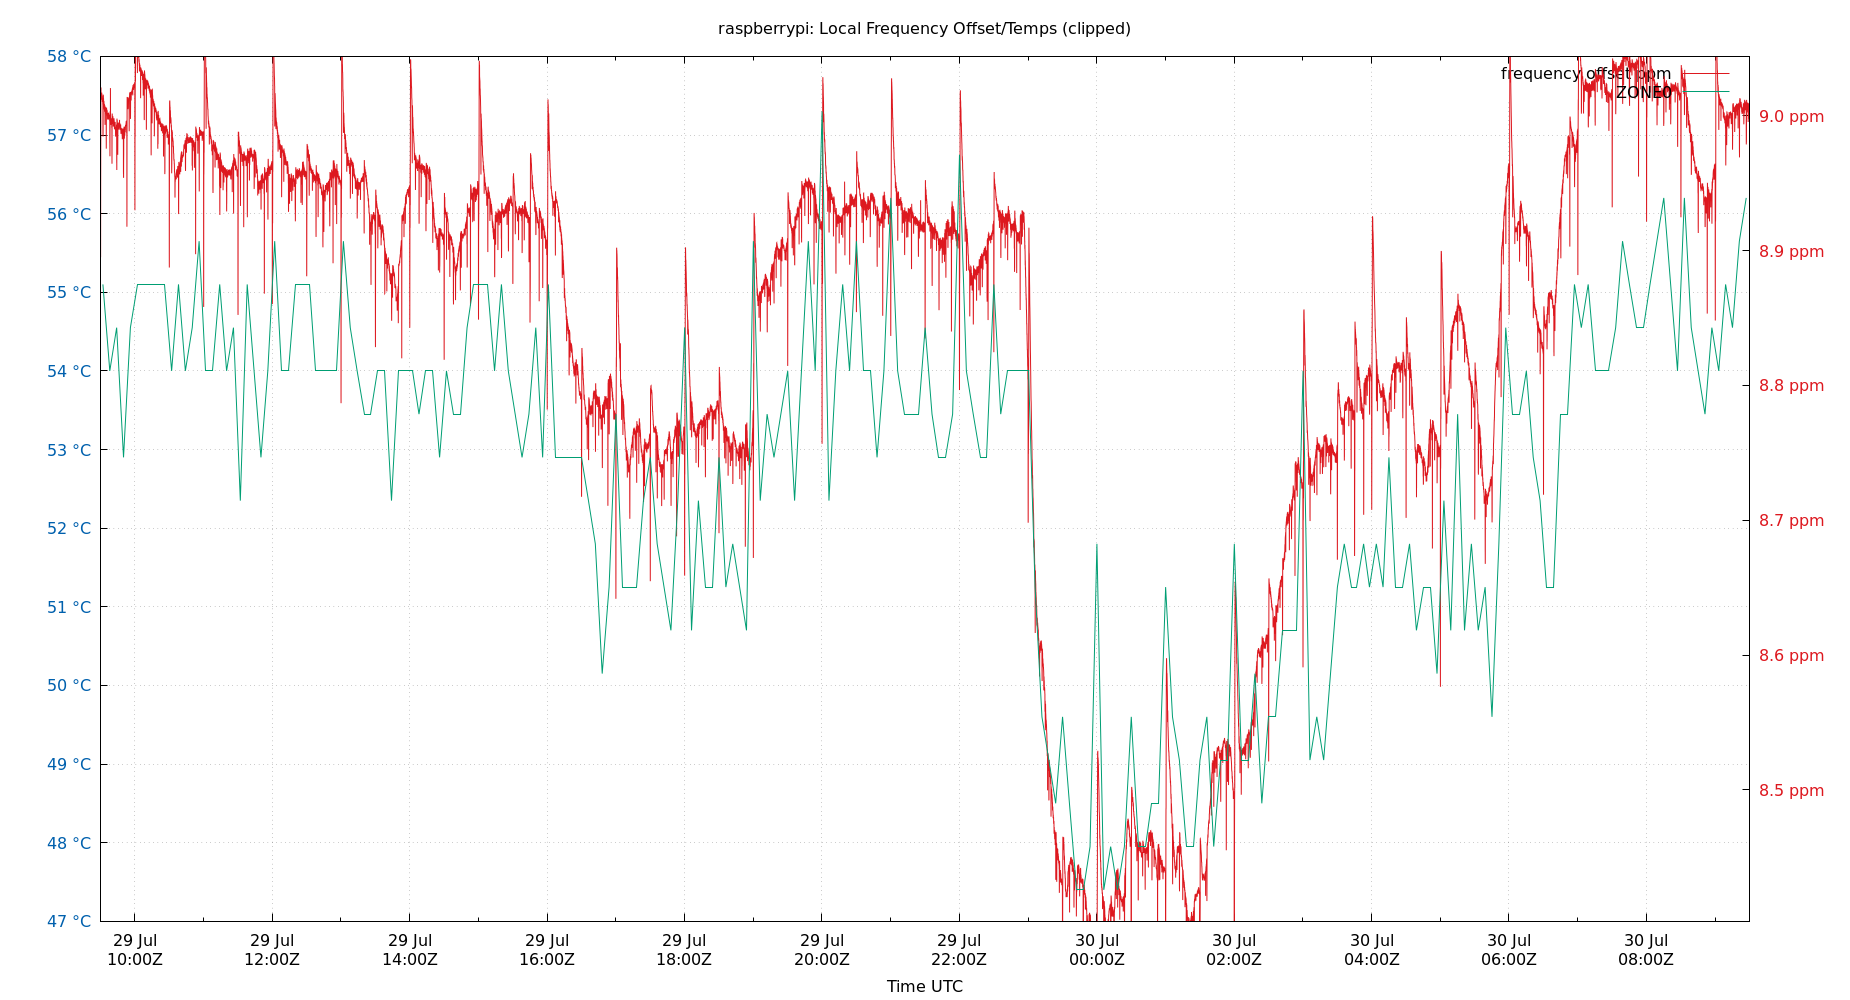 raspberrypi: Local Frequency Offset/Temps (clipped)
58 °C
57 °C
56 °C
55 °C
54 °C
53 °C
52 °C
51 °C
50 °C
49 °C
48 °C
47 °C
frequency offset ppm
ZONE0
9.0 ppm
8.9 ppm
8.8 ppm
8.7 ppm
8.6 ppm
8.5 ppm
29 Jul
10:00Z
29 Jul
12:00Z
29 Jul
14:00Z
29 Jul
16:00Z
29 Jul
18:00Z
29 Jul
20:00Z
29 Jul
22:00Z
30 Jul
00:00Z
30 Jul
02:00Z
30 Jul
04:00Z
30 Jul
06:00Z
30 Jul
08:00Z
Time UTC